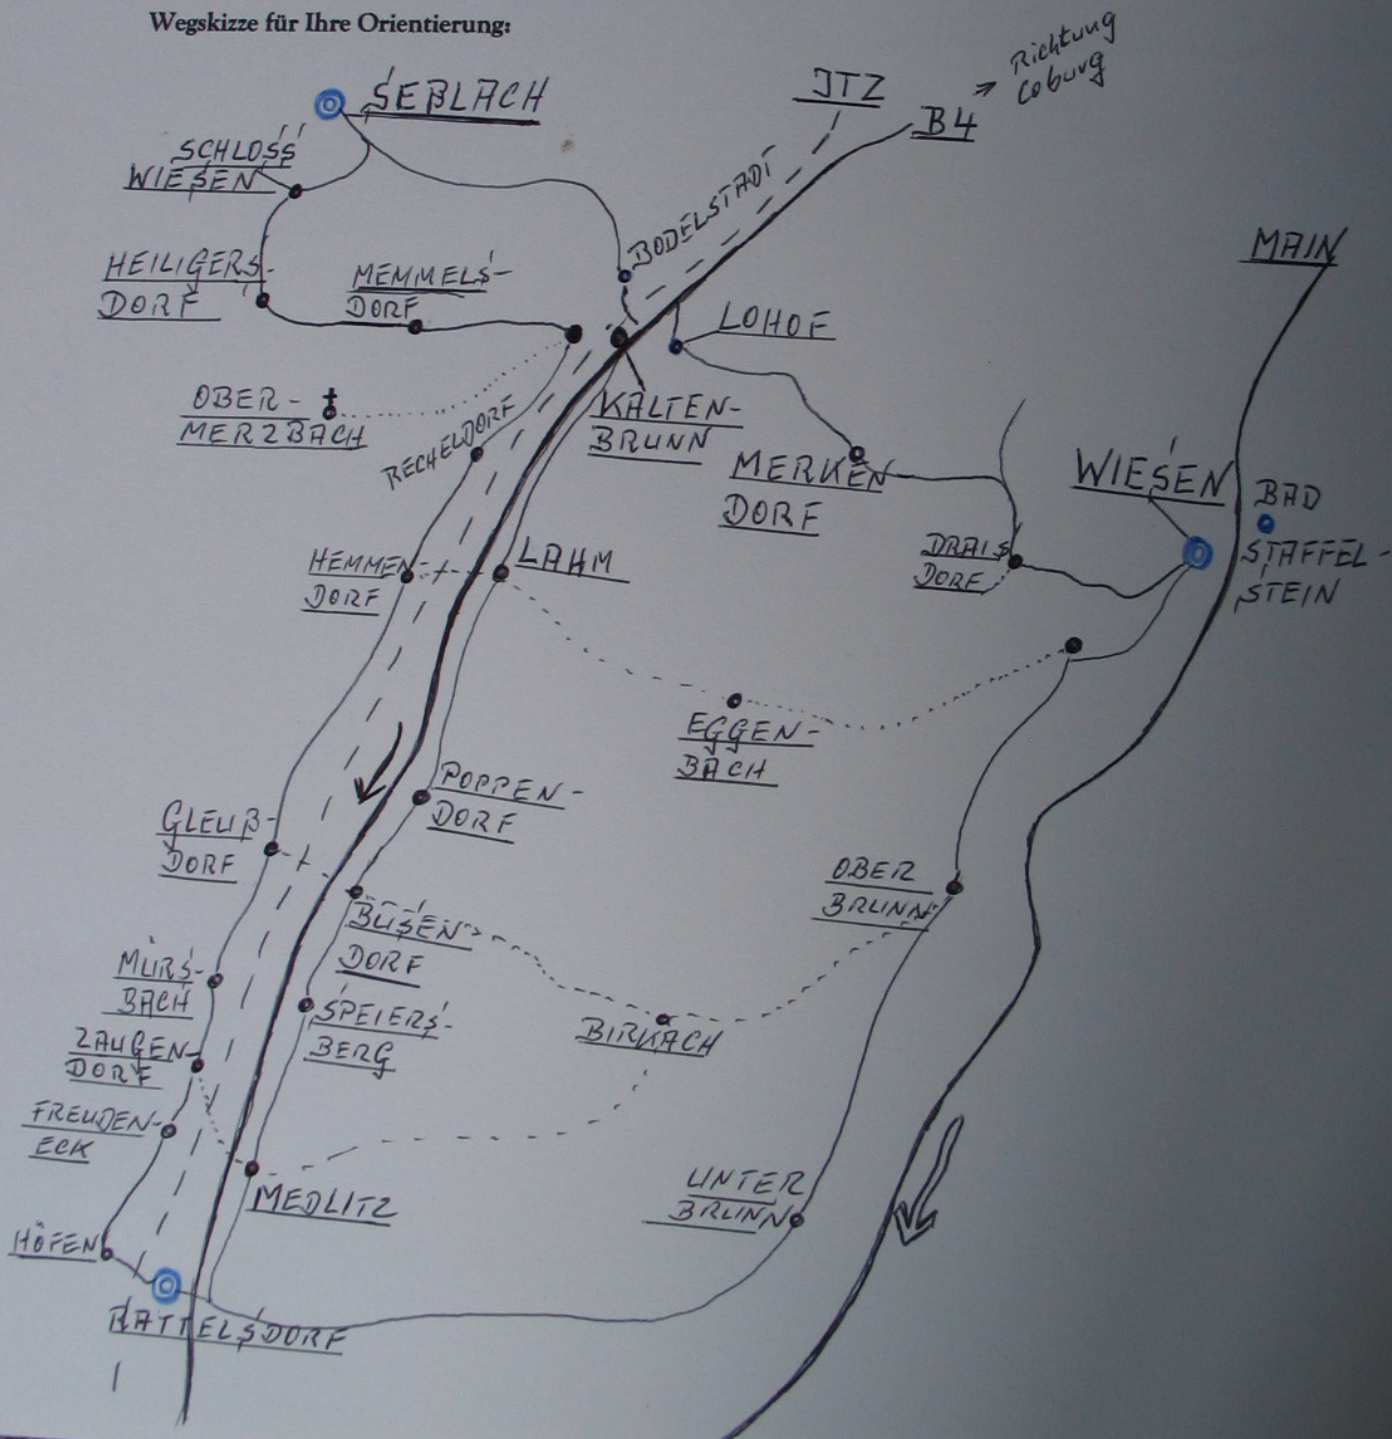 Wegskizze für Ihre Orientierung:
Richtung
Coburg
SEßLACH
ITZ
B4
SCHLOSS
WIESEN
BODELSTADT
MAIN
HEILIGERS-
DORF
MEMMELS-
DORF
LOHOF
OBER-
MERZBACH
RECHELDORF
KALTEN-
BRUNN
MERKEN
DORF
WIESEN
BAD
STAFFEL-
STEIN
DRAIS
DORF
HEMMEN-
DORF
LAHM
EGGEN-
BACH
POPPEN-
DORF
GLEUß-
DORF
OBER
BRUNN
BUSEN
DORF
MÜRS-
BACH
SPEIERS-
BERG
BIRKACH
ZAUGEN-
DORF
FREUDEN-
ECK
MEDLITZ
UNTER
BRUNN
HÖFEN
RATTELSDORF